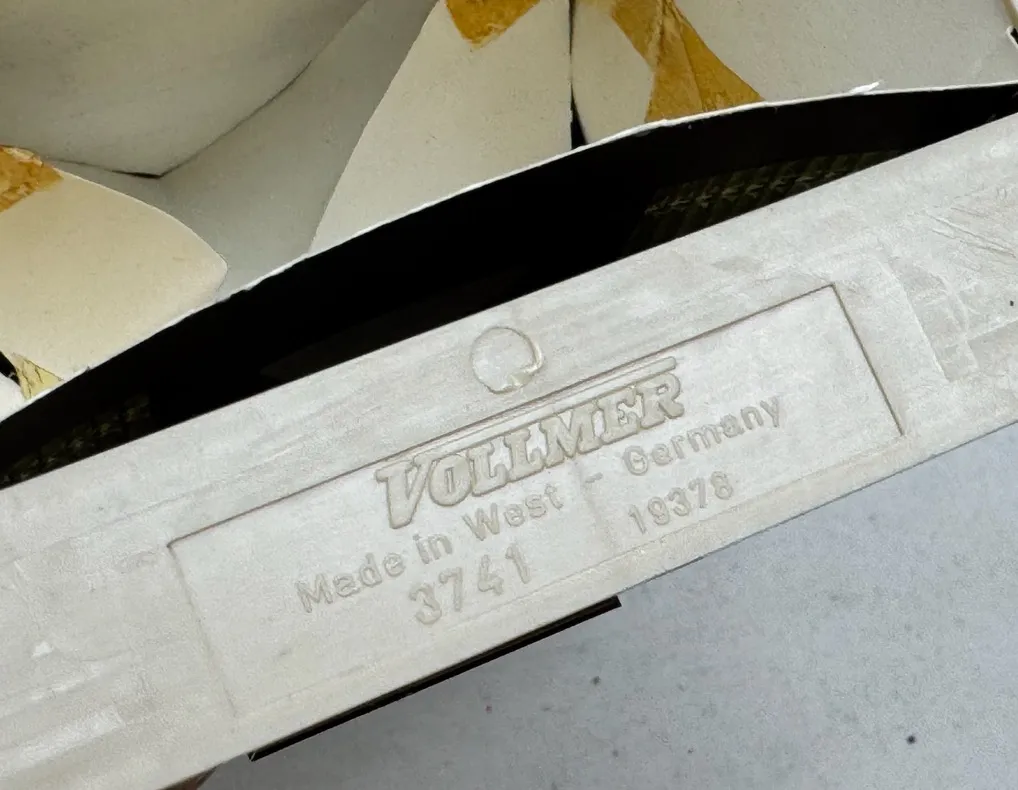 VOLLMER
Made in West - Germany
3741
19378